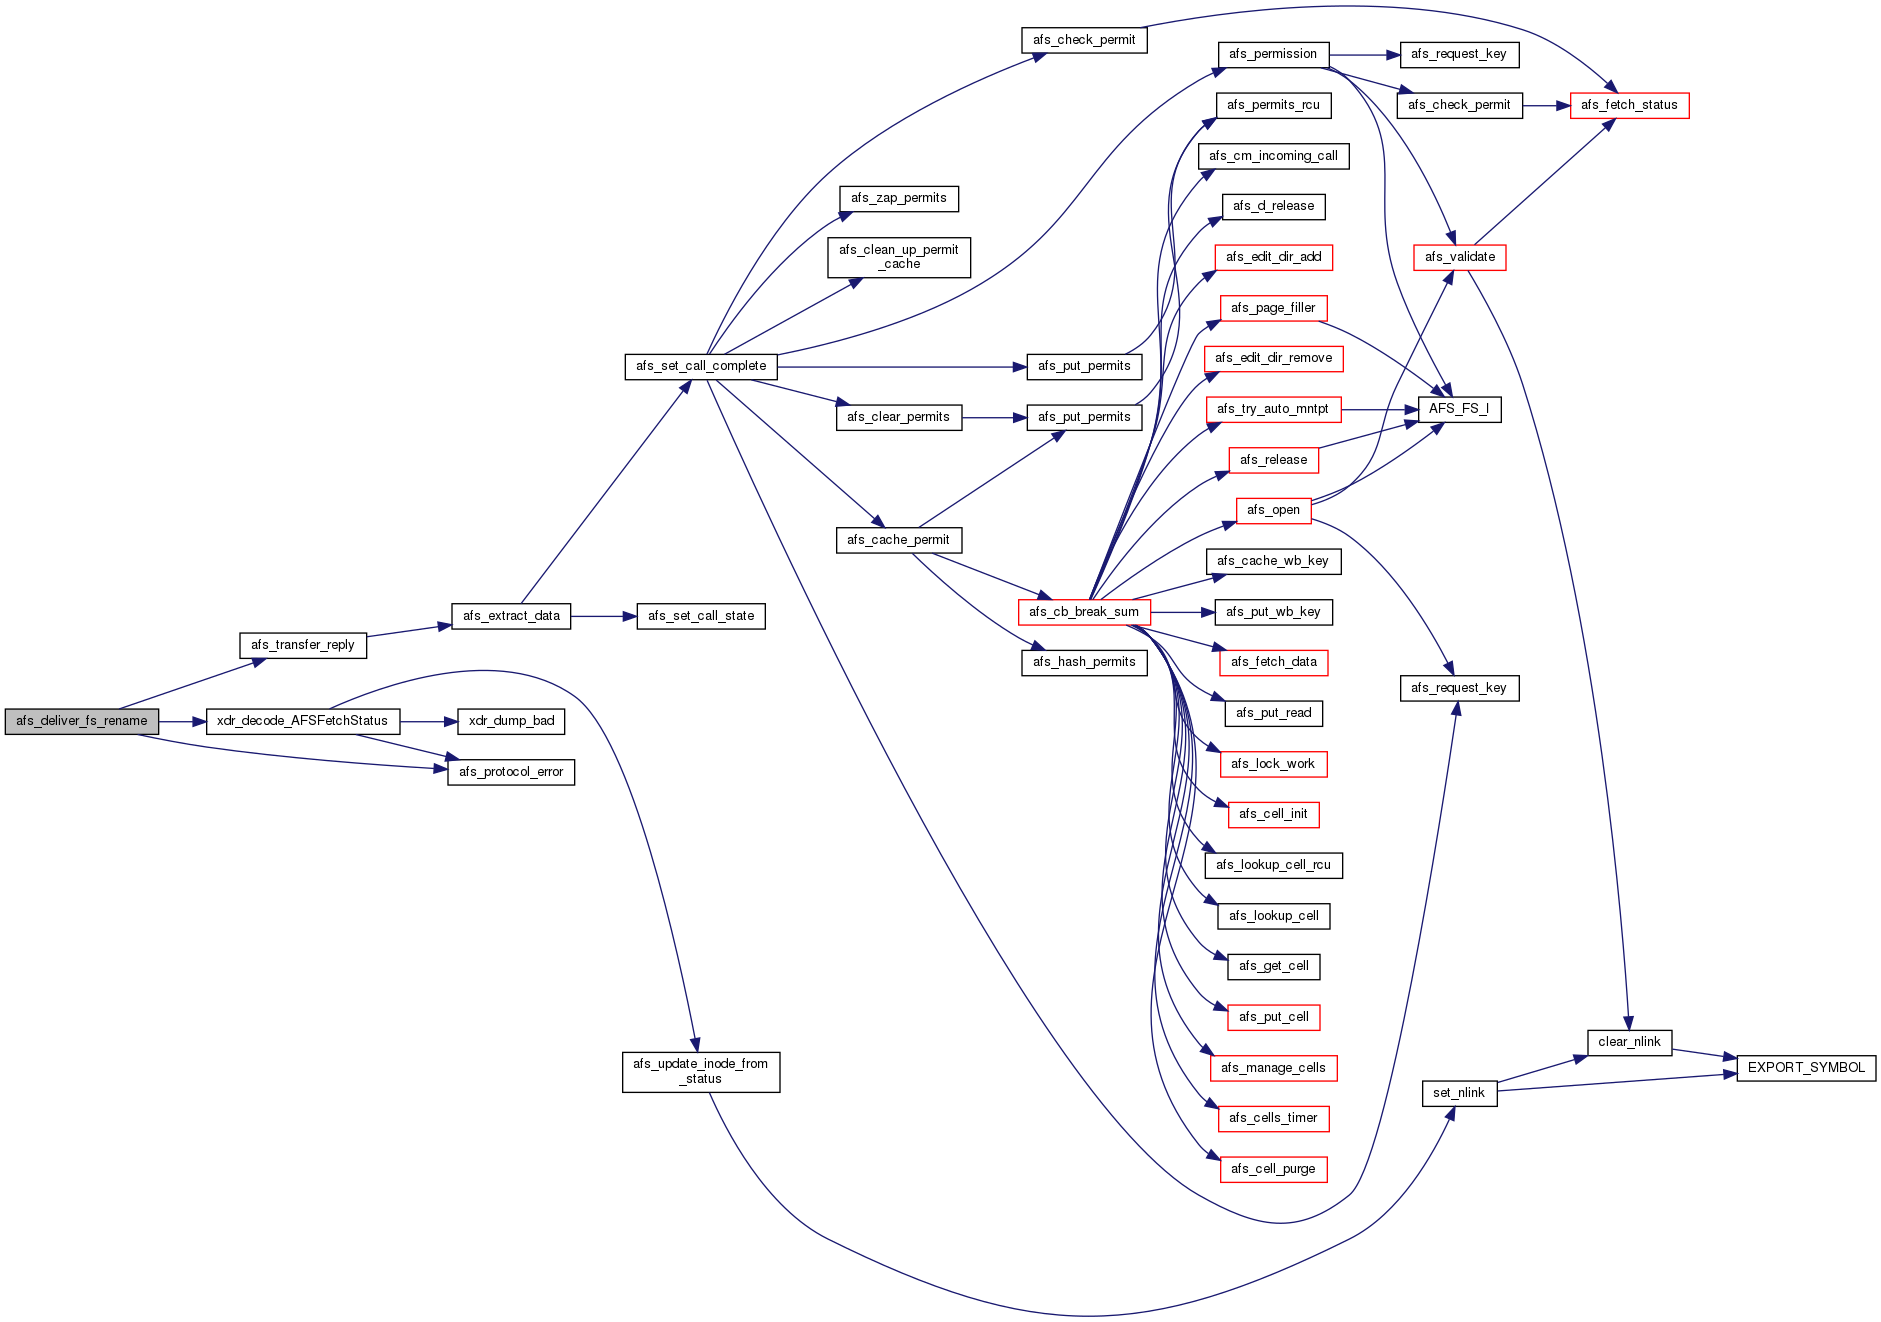 afs_check_permit
afs_permission
afs_request_key
afs_permits_rcu
afs_check_permit
afs_fetch_status
afs_cm_incoming_call
afs_zap_permits
afs_d_release
afs_clean_up_permit
_cache
afs_edit_dir_add
afs_validate
afs_page_filler
afs_set_call_complete
afs_put_permits
afs_edit_dir_remove
afs_clear_permits
afs_put_permits
afs_try_auto_mntpt
AFS_FS_I
afs_release
afs_open
afs_cache_permit
afs_cache_wb_key
afs_extract_data
afs_set_call_state
afs_cb_break_sum
afs_put_wb_key
afs_transfer_reply
afs_hash_permits
afs_fetch_data
afs_request_key
afs_deliver_fs_rename
xdr_decode_AFSFetchStatus
xdr_dump_bad
afs_put_read
afs_protocol_error
afs_lock_work
afs_cell_init
afs_lookup_cell_rcu
afs_lookup_cell
afs_get_cell
afs_put_cell
clear_nlink
afs_update_inode_from
_status
afs_manage_cells
EXPORT_SYMBOL
set_nlink
afs_cells_timer
afs_cell_purge